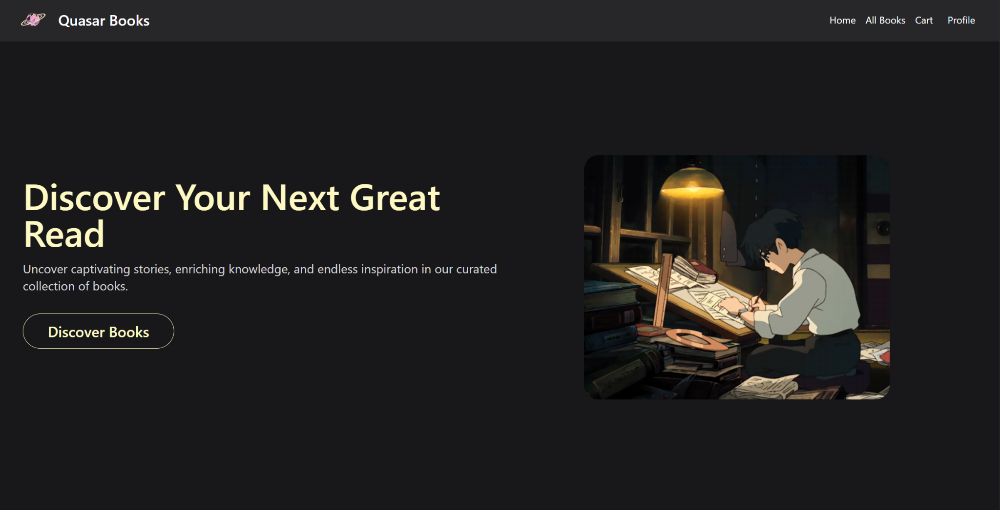 Quasar Books
Home
All Books
Cart
Profile
Discover Your Next Great
Read
Uncover captivating stories, enriching knowledge, and endless inspiration in our curated
collection of books.
Discover Books